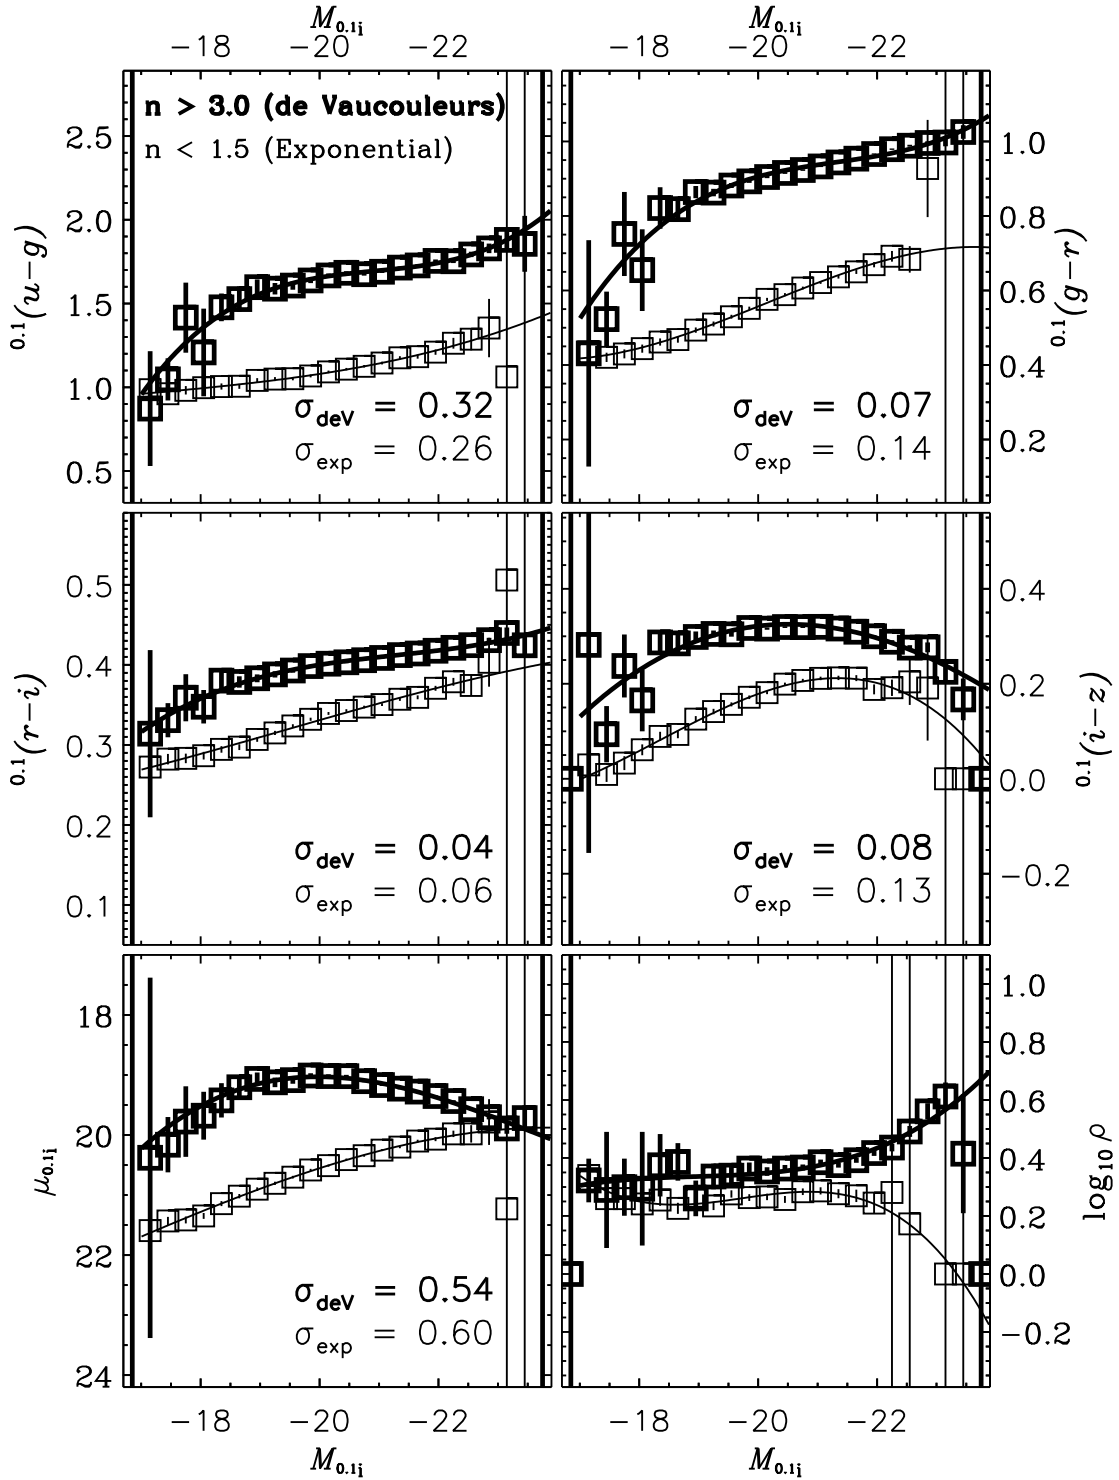 M0.1i M0.1i
−18 −20 −22 −18 −20 −22
n > 3.0 (de Vaucouleurs)
n < 1.5 (Exponential)
0.1(u−g)
2.5
2.0
1.5
1.0
0.5
σdeV = 0.32
σexp = 0.26
0.1(g−r)
1.0
0.8
0.6
0.4
0.2
σdeV = 0.07
σexp = 0.14
0.1(r−i)
0.5
0.4
0.3
0.2
0.1
σdeV = 0.04
σexp = 0.06
0.1(i−z)
0.4
0.2
0.0
−0.2
σdeV = 0.08
σexp = 0.13
μ0.1i
18
20
22
24
σdeV = 0.54
σexp = 0.60
log10 ρ
1.0
0.8
0.6
0.4
0.2
0.0
−0.2
−18 −20 −22 −18 −20 −22
M0.1i M0.1i